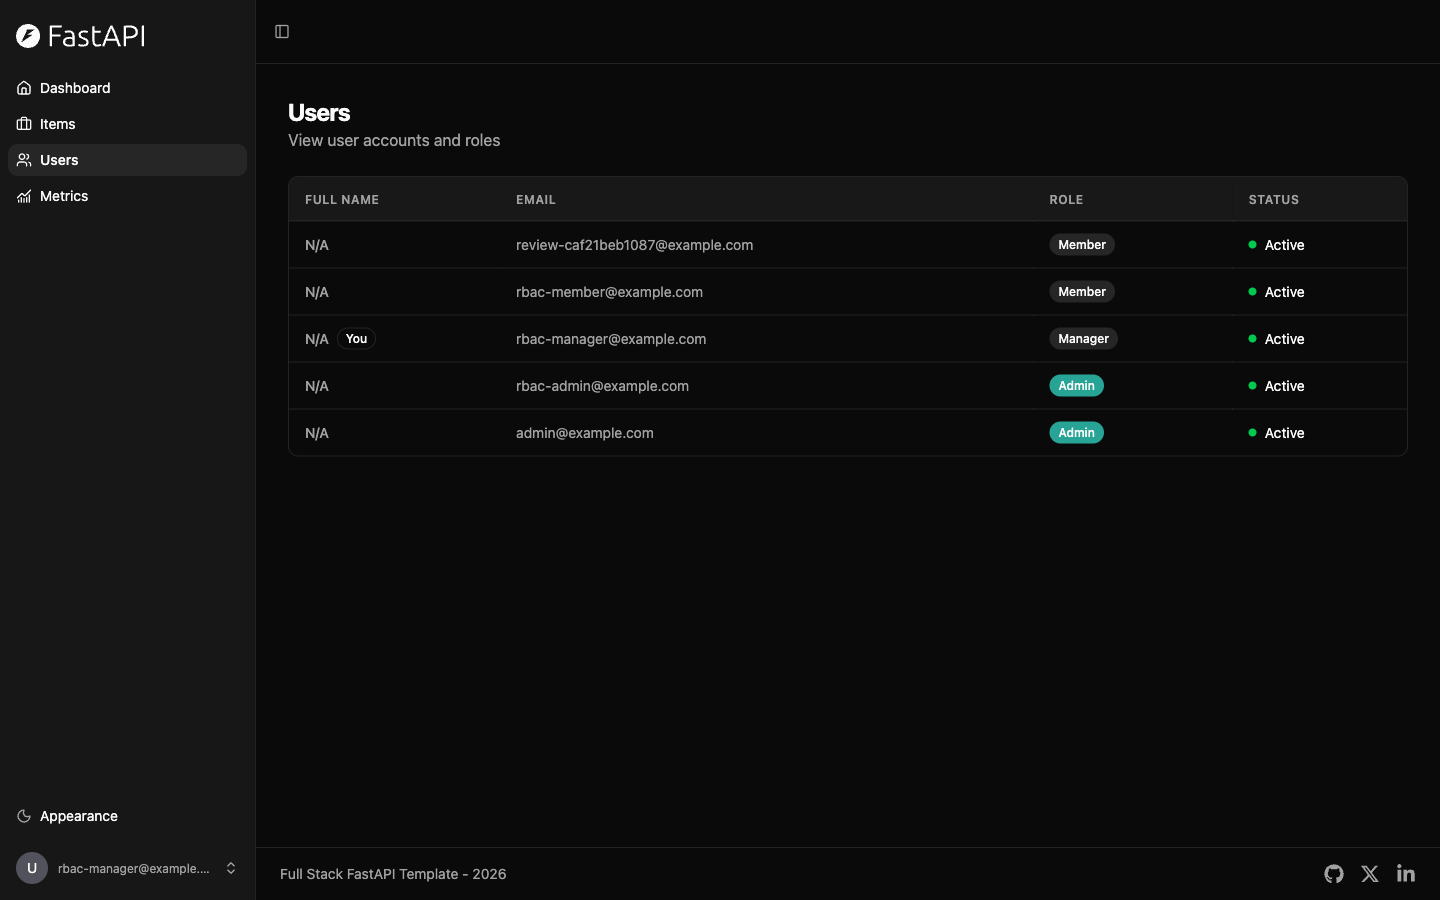 FastAPI
Dashboard
Items
Users
Metrics
Users
View user accounts and roles
FULL NAME EMAIL ROLE STATUS
N/A review-caf21beb1087@example.com Member Active
N/A rbac-member@example.com Member Active
N/A You rbac-manager@example.com Manager Active
N/A rbac-admin@example.com Admin Active
N/A admin@example.com Admin Active
Appearance
U rbac-manager@example....
Full Stack FastAPI Template - 2026